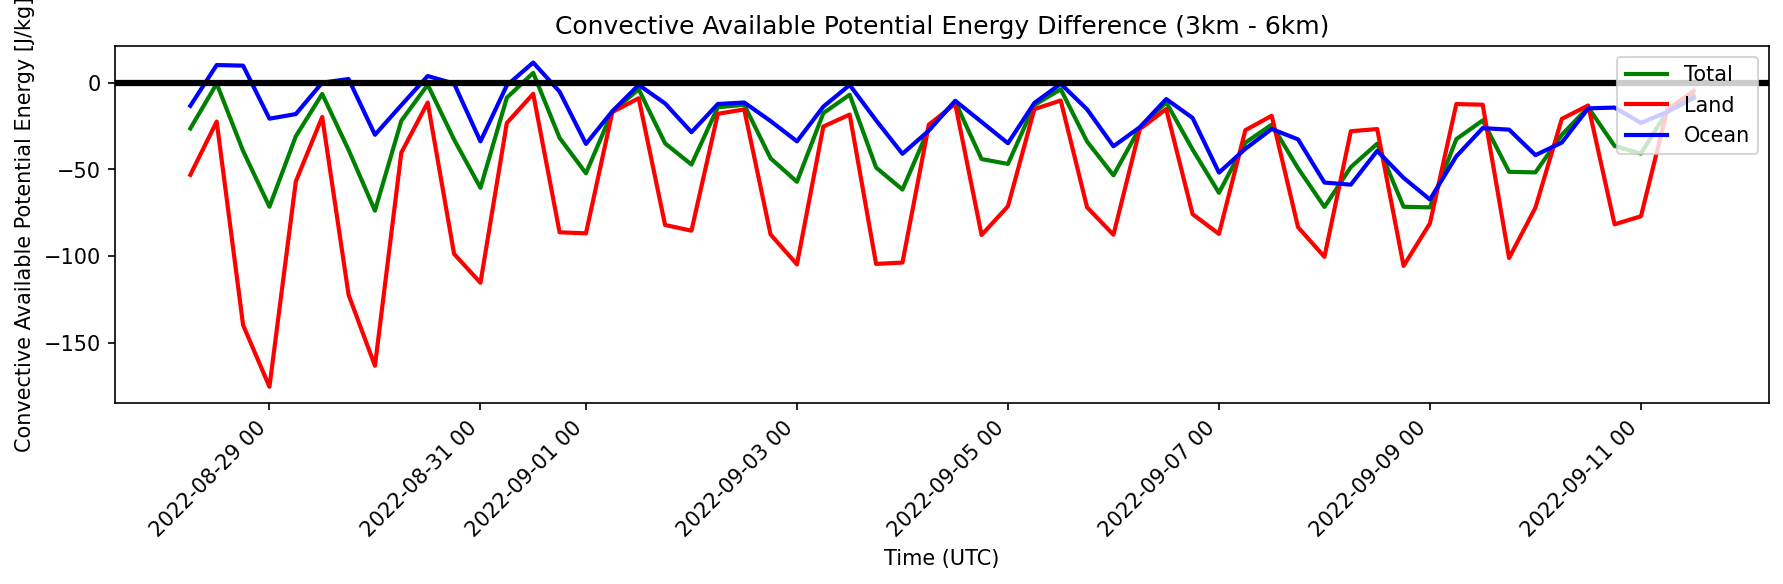 Convective Available Potential Energy Difference (3km - 6km)
Convective Available Potential Energy [J/kg]
0
−50
−100
−150
Total
Land
Ocean
2022-08-29 00
2022-08-31 00
2022-09-01 00
2022-09-03 00
2022-09-05 00
2022-09-07 00
2022-09-09 00
2022-09-11 00
Time (UTC)